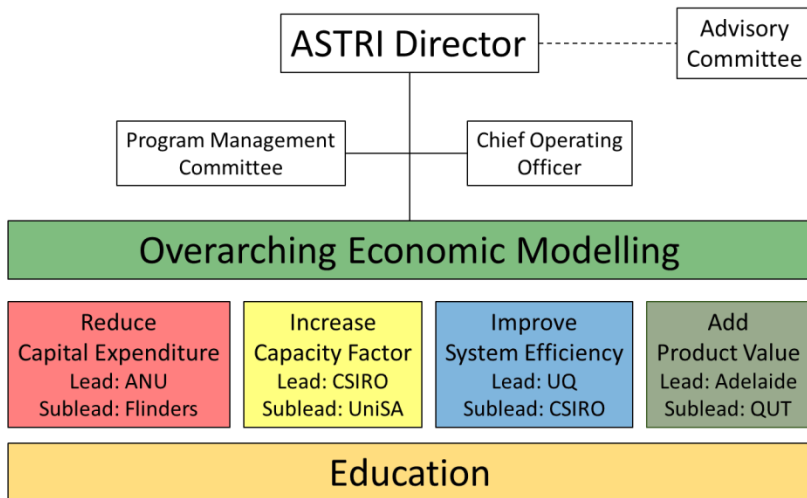 ASTRI Director
Advisory
Committee
Program Management
Committee
Chief Operating
Officer
Overarching Economic Modelling
Reduce
Capital Expenditure
Lead: ANU
Sublead: Flinders
Increase
Capacity Factor
Lead: CSIRO
Sublead: UniSA
Improve
System Efficiency
Lead: UQ
Sublead: CSIRO
Add
Product Value
Lead: Adelaide
Sublead: QUT
Education